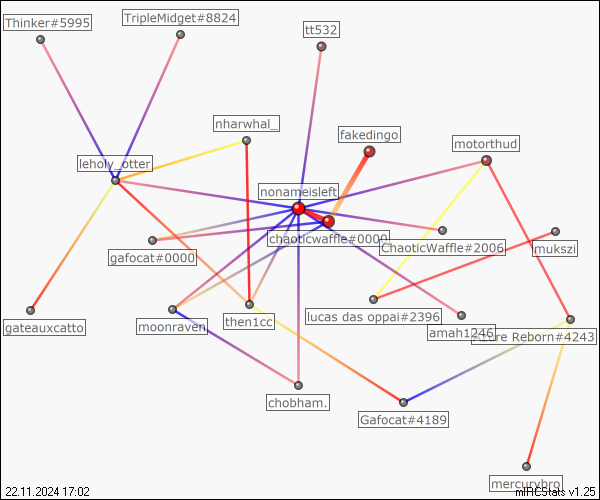 Thinker#5995
TripleMidget#8824
tt532
nharwhal_
fakedingo
motorthud
leholy_otter
nonameisleft
chaoticwaffle#0000
ChaoticWaffle#2006
gafocat#0000
mukszi
gateauxcatto
moonraven
then1cc
lucas das oppai#2396
amah1246
Reborn#4243
chobham.
Gafocat#4189
mercurybro
22.11.2024 17:02
mIRCStats v1.25